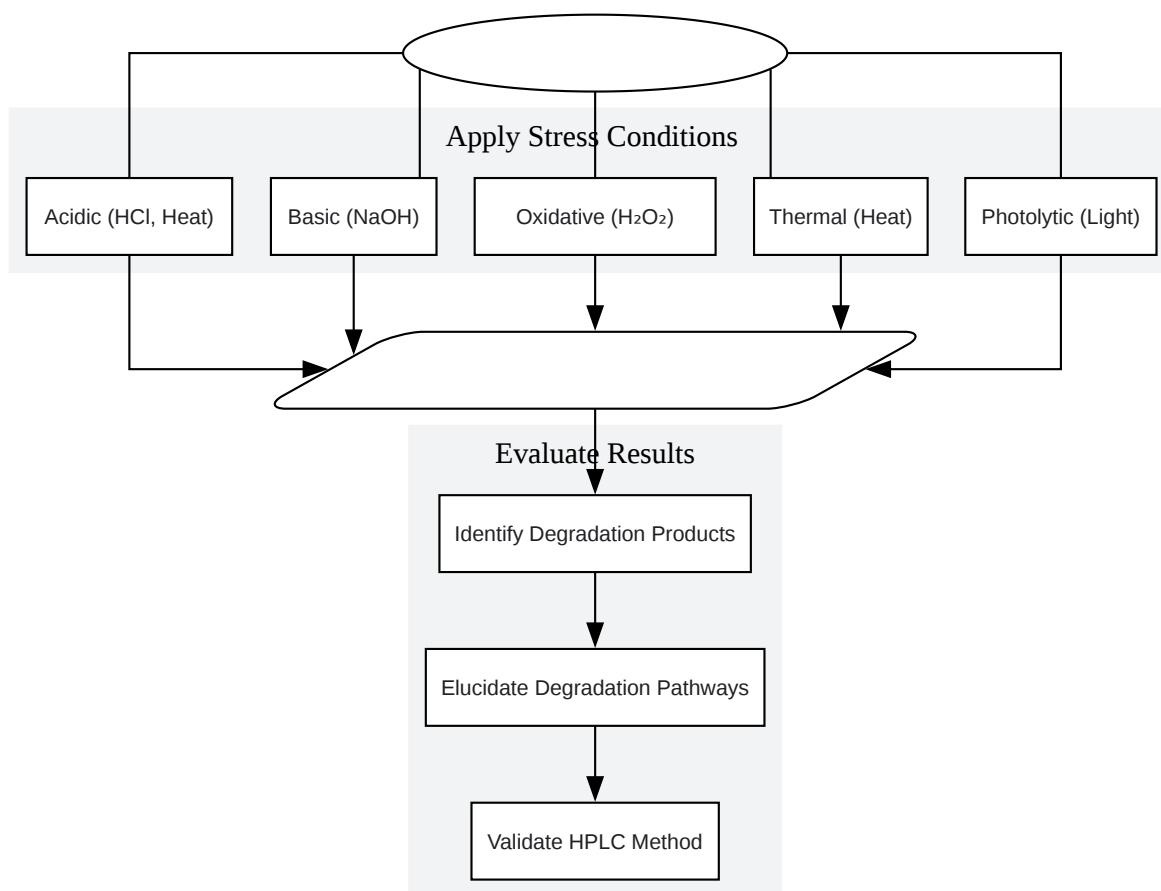 Apply Stress Conditions
Acidic (HCl, Heat)
Basic (NaOH)
Oxidative (H₂O₂)
Thermal (Heat)
Photolytic (Light)
Evaluate Results
Identify Degradation Products
Elucidate Degradation Pathways
Validate HPLC Method